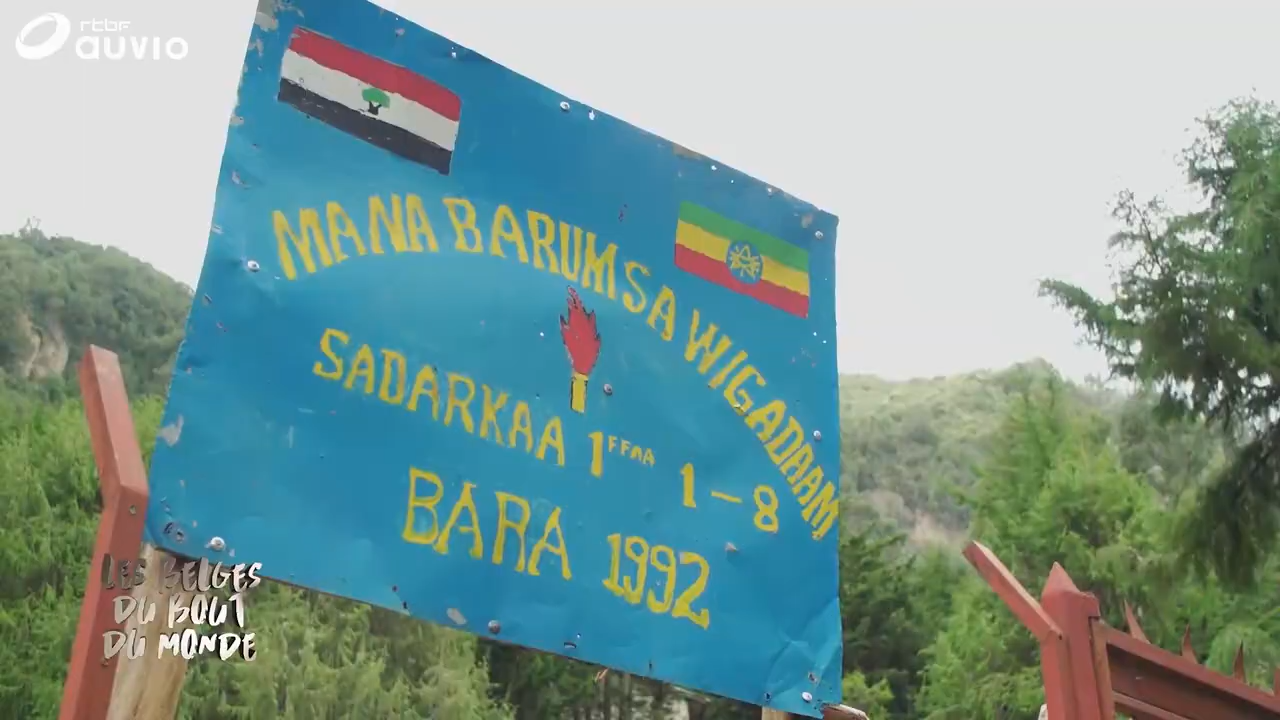 rtbf
auvio
MANA BARUMSA WIGADAAM
SADARKAA 1FFAA 1-8
BARA 1992
LES BELGES
DU BOUT
DU MONDE